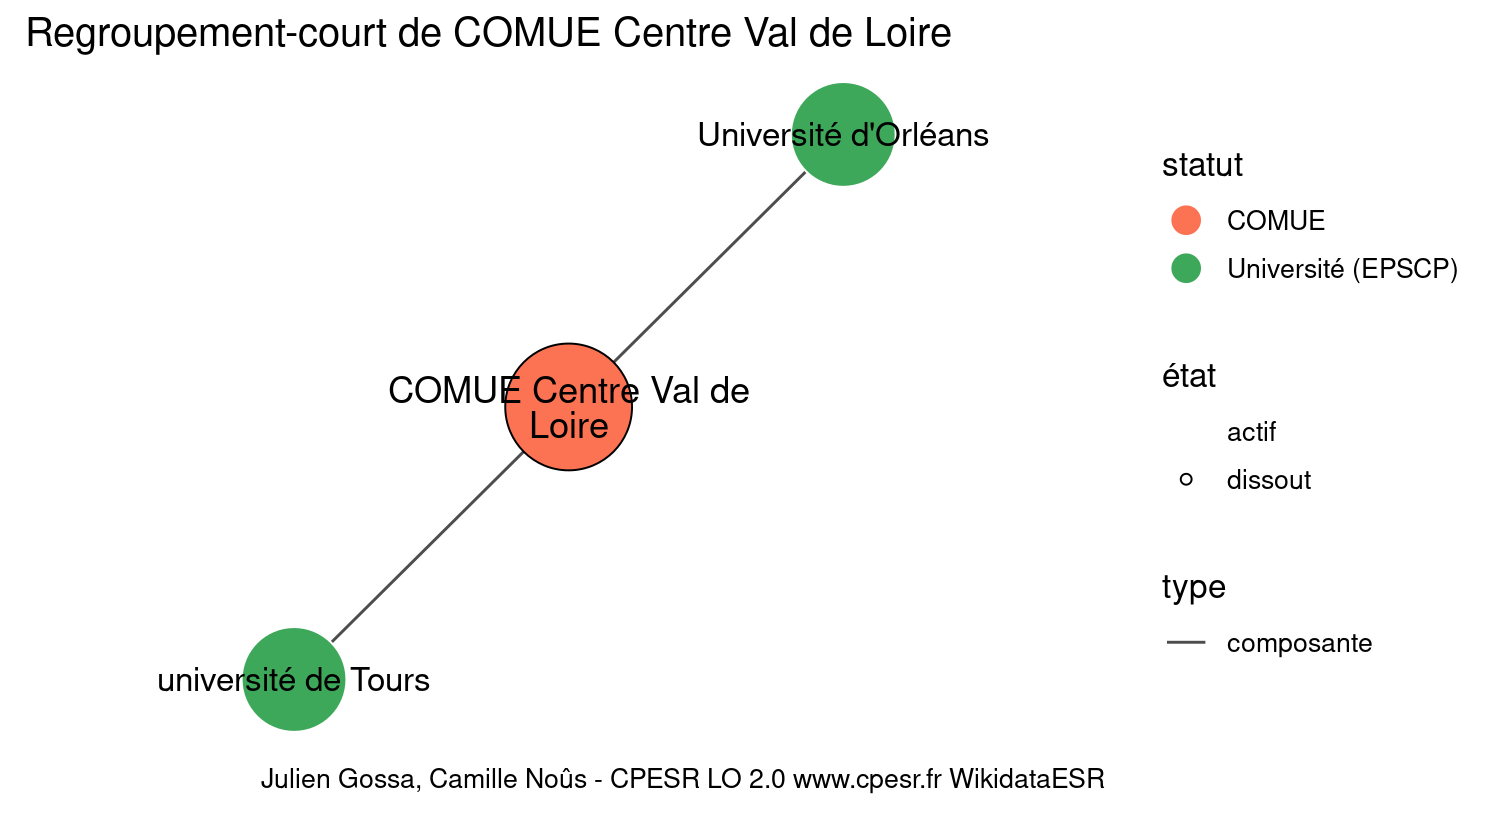 Regroupement-court de COMUE Centre Val de Loire
Université d'Orléans
COMUE Centre Val de
Loire
université de Tours
statut
COMUE
Université (EPSCP)
état
actif
dissout
type
composante
Julien Gossa, Camille Noûs - CPESR LO 2.0 www.cpesr.fr WikidataESR